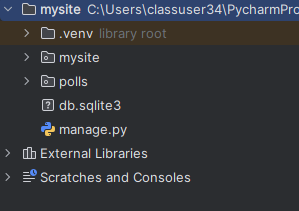 mysite C:\Users\classuser34\PycharmPro
.venv library root
mysite
polls
db.sqlite3
manage.py
External Libraries
Scratches and Consoles